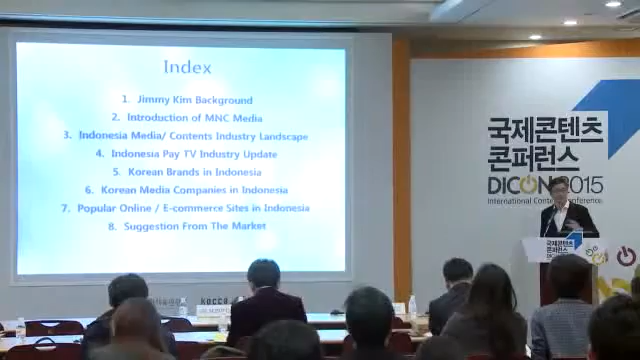 Index
1. Jimmy Kim Background
2. Introduction of MNC Media
3. Indonesia Media/ Contents Industry Landscape
4. Indonesia Pay TV Industry Update
5. Korean Brands in Indonesia
6. Korean Media Companies in Indonesia
7. Popular Online / E-commerce Sites in Indonesia
8. Suggestion From The Market
국제콘텐츠
콘퍼런스
DICON 2015
International Content Conference.
국제콘텐츠
콘퍼런스
kocca